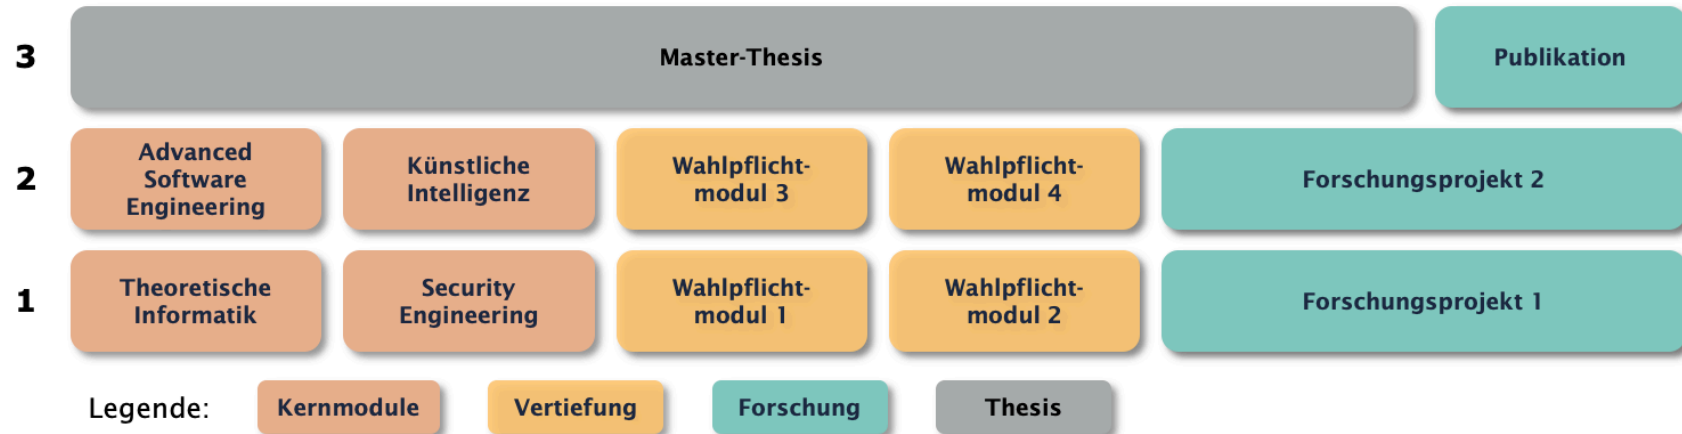 3
Master-Thesis
Publikation
2
Advanced
Software
Engineering
Künstliche
Intelligenz
Wahlpflicht-
modul 3
Wahlpflicht-
modul 4
Forschungsprojekt 2
1
Theoretische
Informatik
Security
Engineering
Wahlpflicht-
modul 1
Wahlpflicht-
modul 2
Forschungsprojekt 1
Legende:
Kernmodule
Vertiefung
Forschung
Thesis